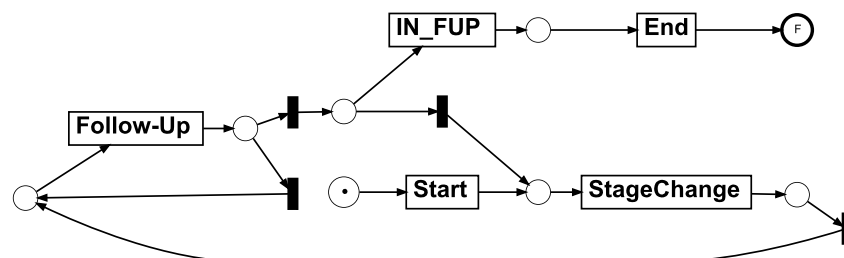 IN_FUP
End
F
Follow-Up
Start
StageChange